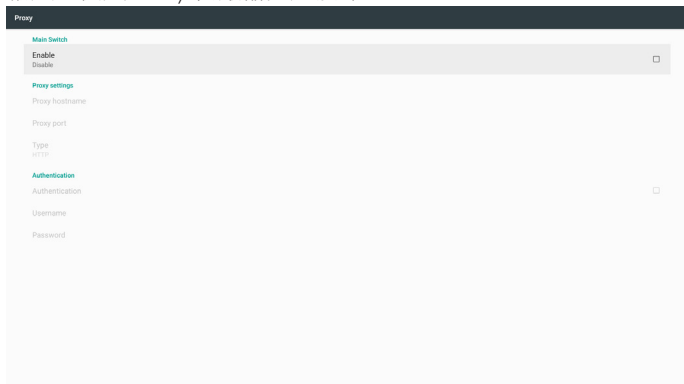 Proxy
Main Switch
Enable
Disable
Proxy settings
Proxy hostname
Proxy port
Type
HTTP
Authentication
Authentication
Username
Password